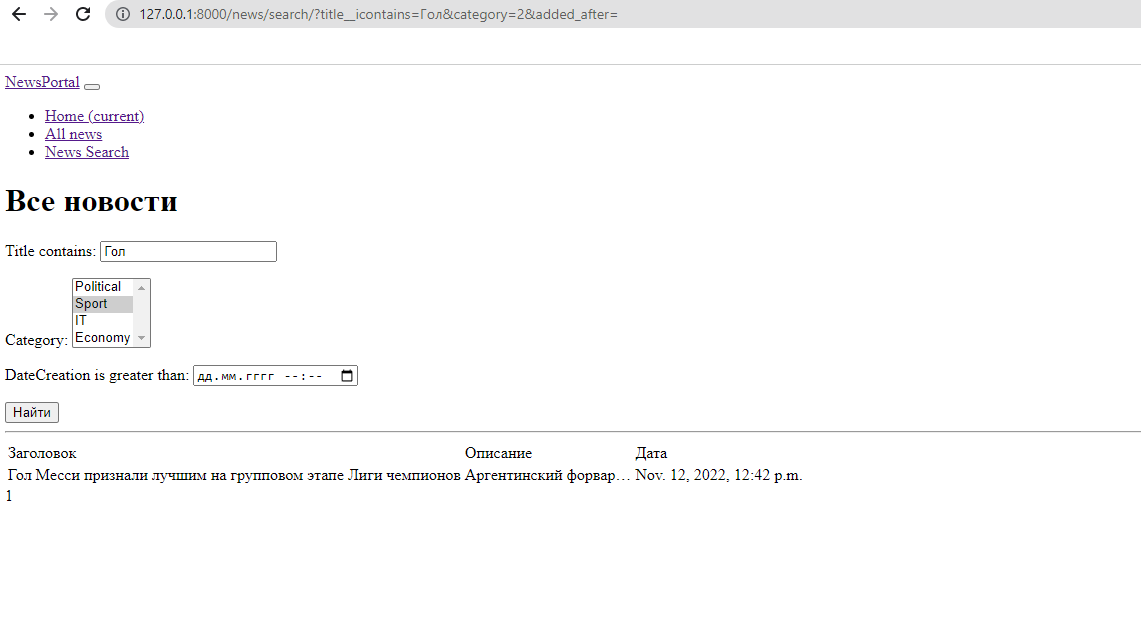 127.0.0.1:8000/news/search/?title__icontains=Гол&category=2&added_after=
NewsPortal
Home (current)
All news
News Search
Все новости
Title contains: Гол
Political
Sport
IT
Category: Economy
DateCreation is greater than: дд.мм.гггг --:--
Найти
Заголовок Описание Дата
Гол Месси признали лучшим на групповом этапе Лиги чемпионов Аргентинский форвар… Nov. 12, 2022, 12:42 p.m.
1